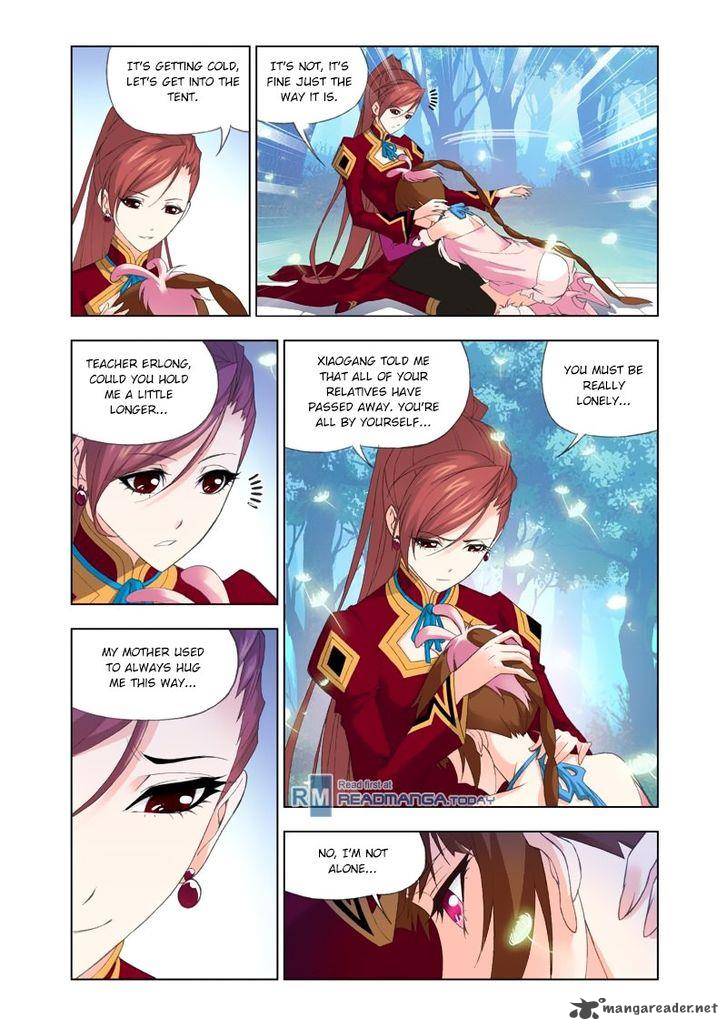 IT'S GETTING COLD,
LET'S GET INTO THE
TENT.
IT'S NOT, IT'S
FINE JUST THE
WAY IT IS.
TEACHER ERLONG,
COULD YOU HOLD
ME A LITTLE
LONGER...
XIAOGANG TOLD ME
THAT ALL OF YOUR
RELATIVES HAVE
PASSED AWAY. YOU'RE
ALL BY YOURSELF...
YOU MUST BE
REALLY
LONELY...
MY MOTHER USED
TO ALWAYS HUG
ME THIS WAY...
RM Read first at
READMANGA.TODAY
NO, I'M NOT
ALONE...
mangareader.net